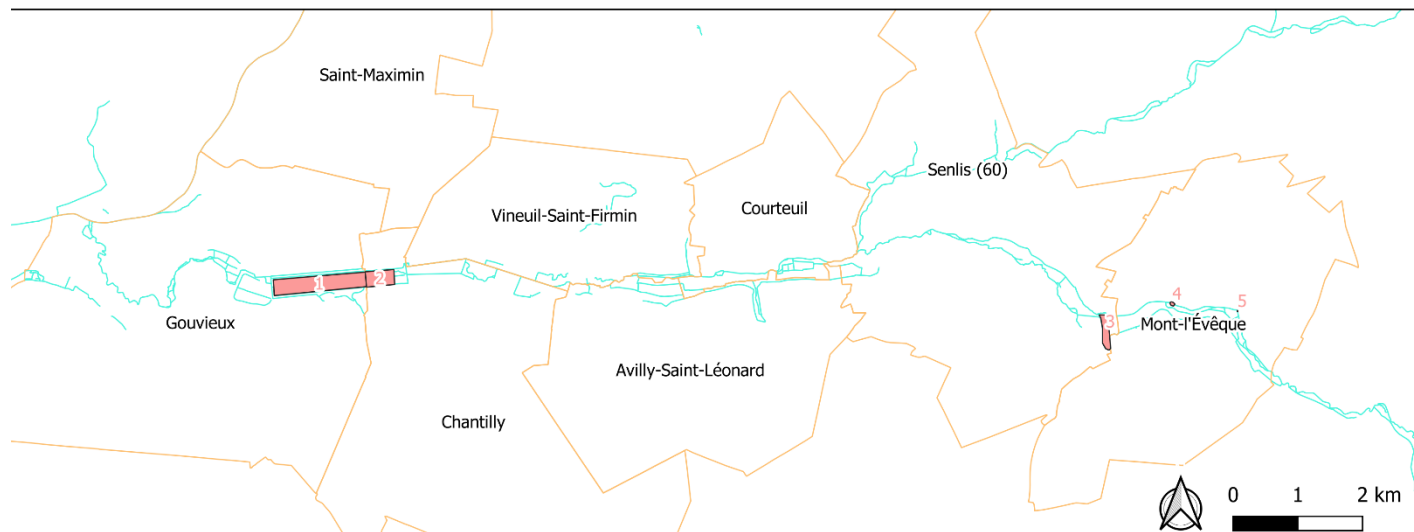 Saint-Maximin
Senlis (60)
Vineuil-Saint-Firmin
Courteuil
1
2
4
5
Gouvieux
3
Mont-l'Évêque
Avilly-Saint-Léonard
Chantilly
0 1 2 km